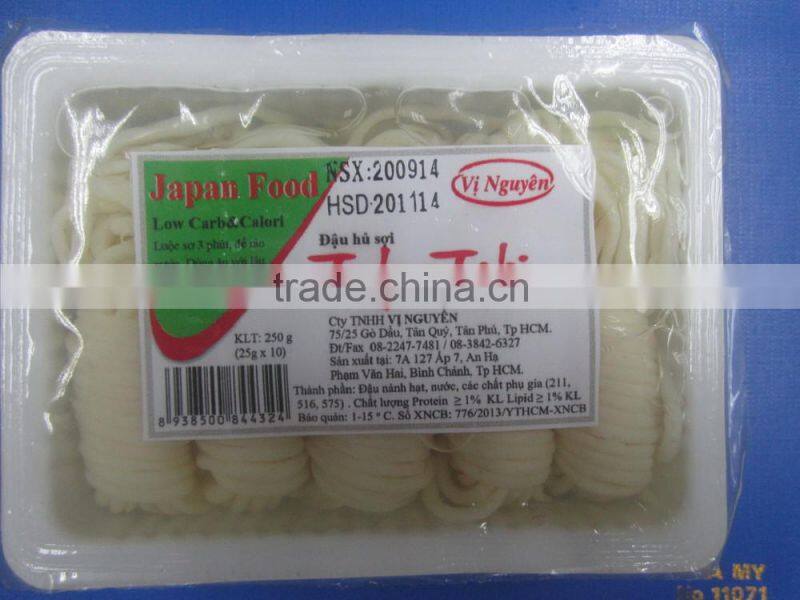 Japan Food
Low Carb&Calori
Luộc sơ 3 phút, để ráo
NSX:200914
HSD:201114
Vị Nguyên
Đậu hủ sợi
trade.china.cn
KLT: 250 g
(25g x 10)
8 938500 844324
Cty TNHH VỊ NGUYÊN
75/25 Gò Dầu, Tân Quý, Tân Phú, Tp HCM.
Đt/Fax 08-2247-7481 / 08-3842-6327
Sản xuất tại: 7A 127 Ấp 7, An Hạ
Phạm Văn Hai, Bình Chánh, Tp HCM.
Thành phần: Đậu nành hạt, nước, các chất phụ gia (211,
516, 575) . Chất lượng Protein ≥ 1% KL Lipid ≥ 1% KL
Bảo quản: 1-15 º C. Số XNCB: 776/2013/YTHCM-XNCB
MY
No 11071